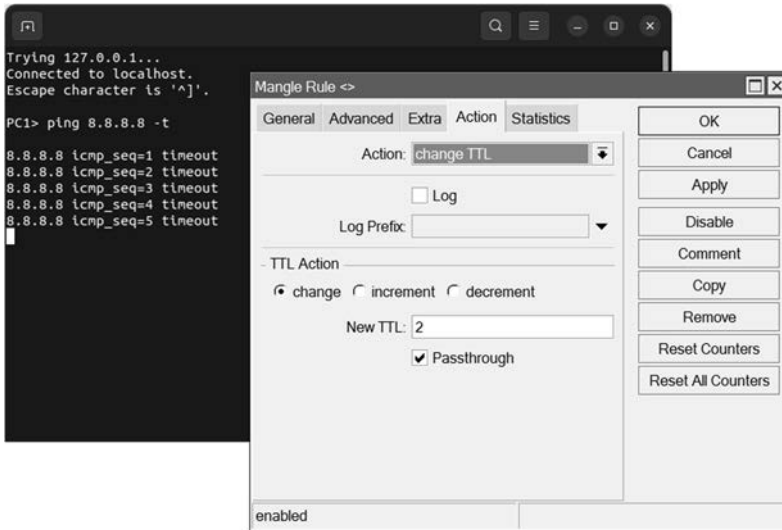 Trying 127.0.0.1...
Connected to localhost.
Escape character is '^]'.
PC1> ping 8.8.8.8 -t
8.8.8.8 icmp_seq=1 timeout
8.8.8.8 icmp_seq=2 timeout
8.8.8.8 icmp_seq=3 timeout
8.8.8.8 icmp_seq=4 timeout
8.8.8.8 icmp_seq=5 timeout
Mangle Rule <>
General Advanced Extra Action Statistics
Action: change TTL
Log
Log Prefix:
TTL Action
change increment decrement
New TTL: 2
Passthrough
OK
Cancel
Apply
Disable
Comment
Copy
Remove
Reset Counters
Reset All Counters
enabled